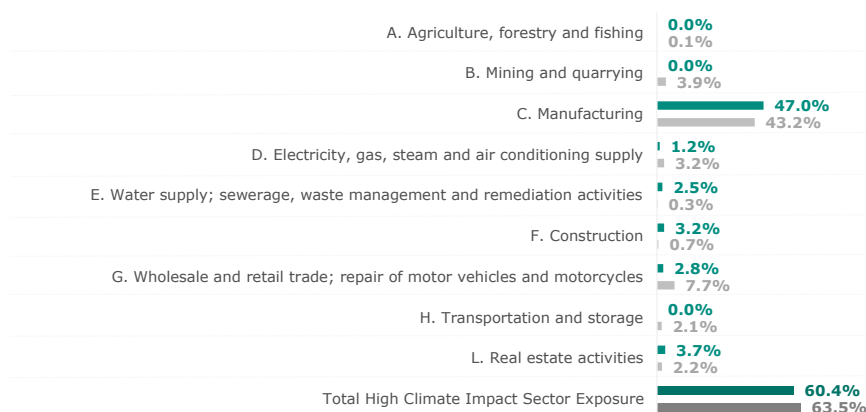 A. Agriculture, forestry and fishing
0.0%
0.1%
B. Mining and quarrying
0.0%
3.9%
C. Manufacturing
47.0%
43.2%
D. Electricity, gas, steam and air conditioning supply
1.2%
3.2%
E. Water supply; sewerage, waste management and remediation activities
2.5%
0.3%
F. Construction
3.2%
0.7%
G. Wholesale and retail trade; repair of motor vehicles and motorcycles
2.8%
7.7%
H. Transportation and storage
0.0%
2.1%
L. Real estate activities
3.7%
2.2%
Total High Climate Impact Sector Exposure
60.4%
63.5%